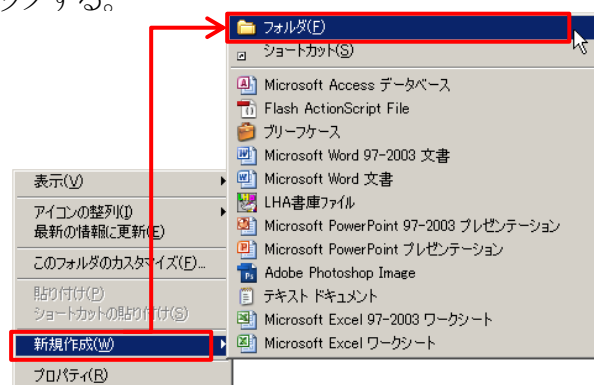 ックする。
フォルダ(F)
ショートカット(S)
Microsoft Access データベース
Flash ActionScript File
ブリーフケース
Microsoft Word 97-2003 文書
Microsoft Word 文書
LHA書庫ファイル
Microsoft PowerPoint 97-2003 プレゼンテーション
Microsoft PowerPoint プレゼンテーション
Adobe Photoshop Image
テキスト ドキュメント
Microsoft Excel 97-2003 ワークシート
Microsoft Excel ワークシート
表示(V)
アイコンの整列(I)
最新の情報に更新(E)
このフォルダのカスタマイズ(F)...
貼り付け(P)
ショートカットの貼り付け(S)
新規作成(W)
プロパティ(R)